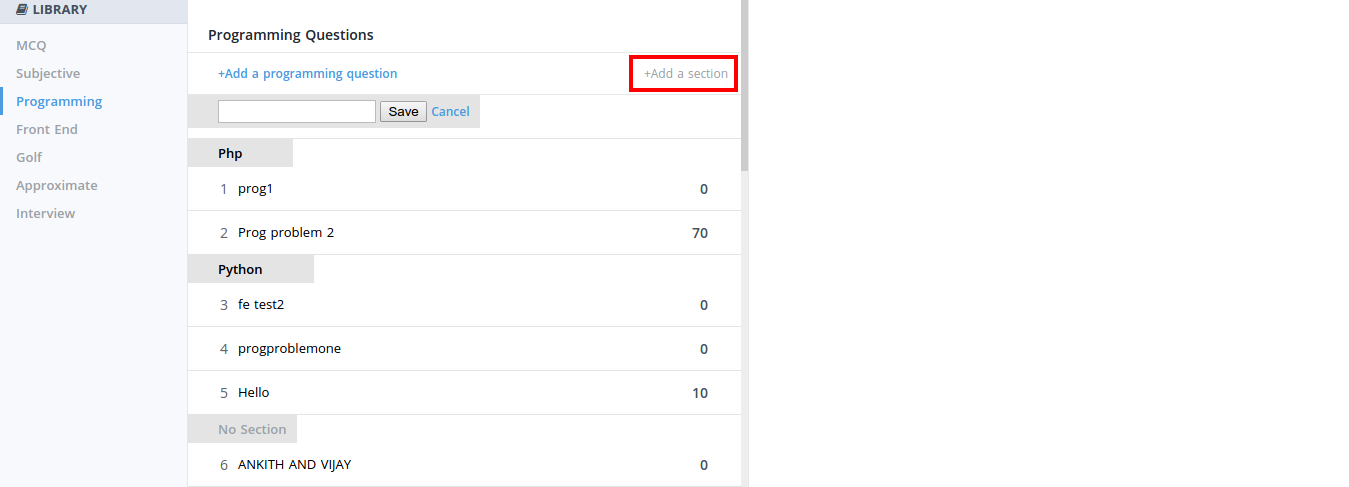 LIBRARY
MCQ
Subjective
Programming
Front End
Golf
Approximate
Interview
Programming Questions
+Add a programming question +Add a section
Save Cancel
Php
1 prog1 0
2 Prog problem 2 70
Python
3 fe test2 0
4 progproblemone 0
5 Hello 10
No Section
6 ANKITH AND VIJAY 0